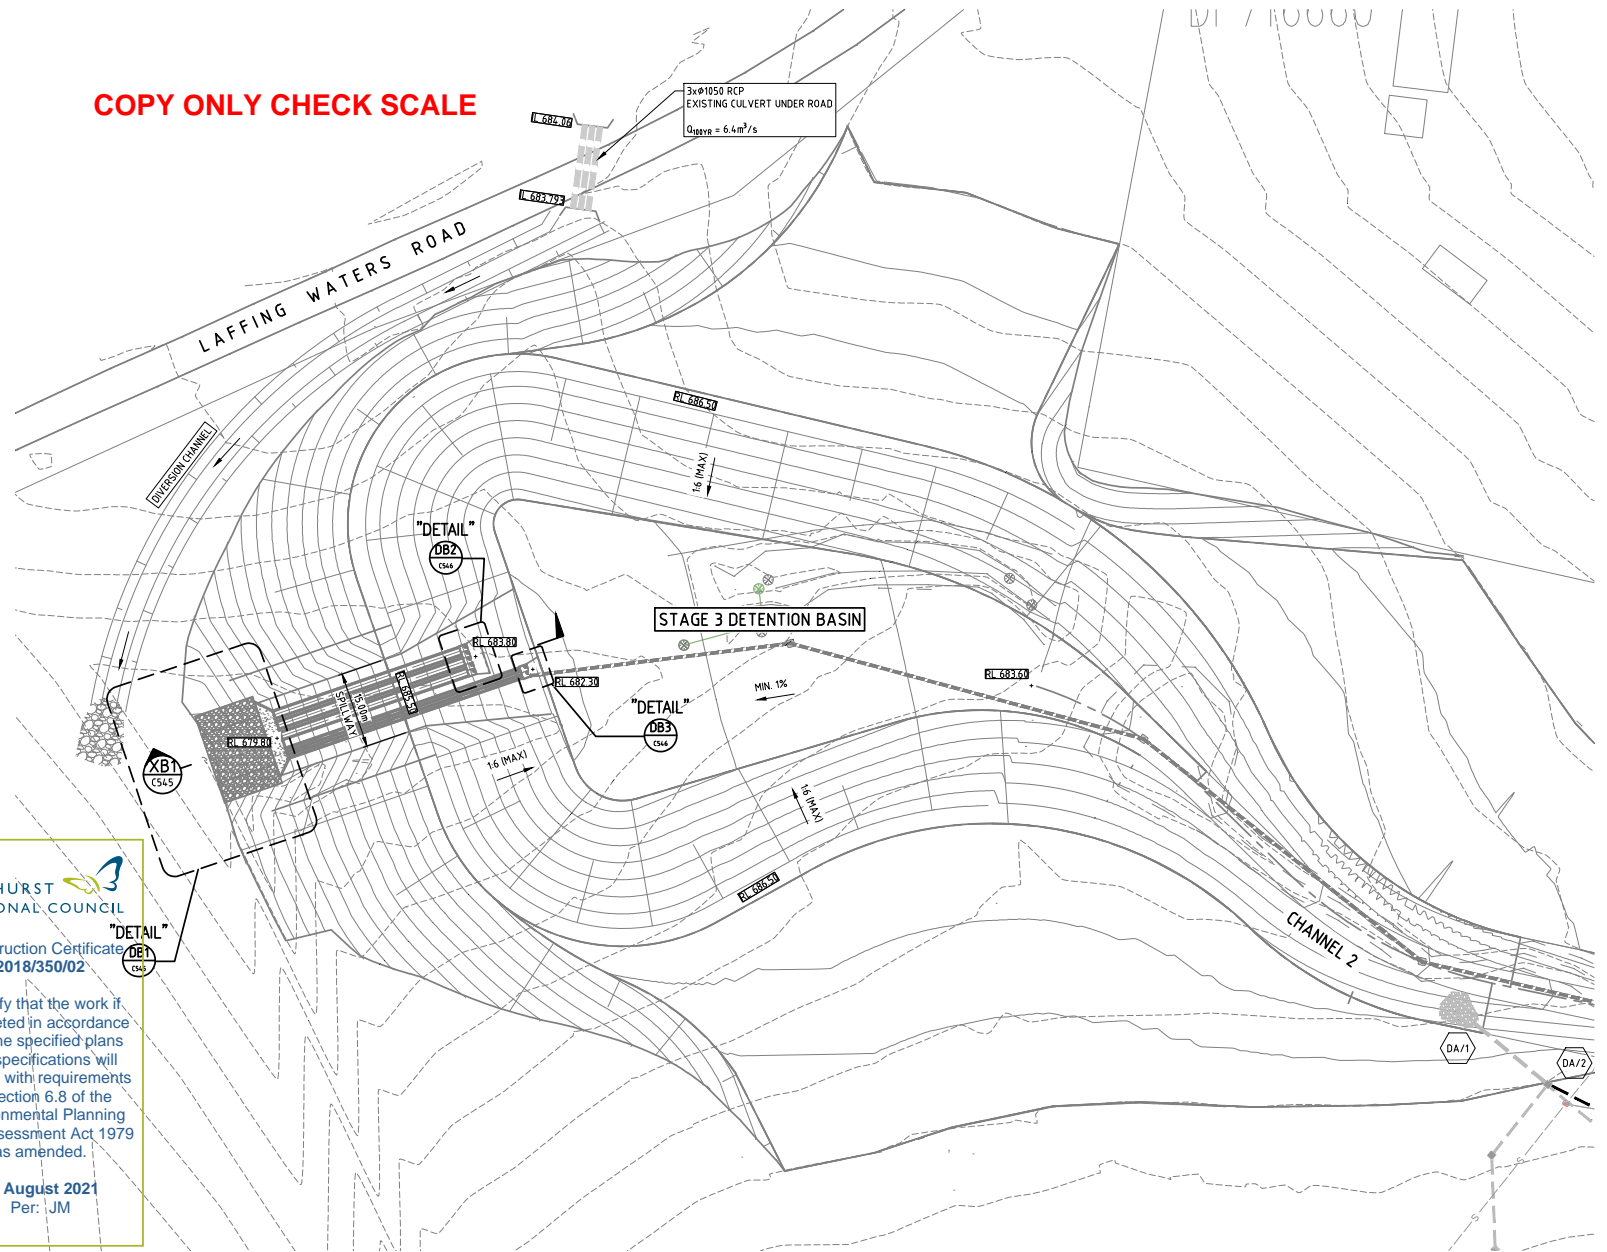 COPY ONLY CHECK SCALE
3xø1050 RCP
EXISTING CULVERT UNDER ROAD
Q100YR = 6.4m³/s
IL 684.06
IL 683.793
LAFFING WATERS ROAD
DIVERSION CHANNEL
RL 686.50
1:6 (MAX)
"DETAIL"
DB2
C546
STAGE 3 DETENTION BASIN
RL 683.80
RL 682.30
RL 683.60
MIN. 1%
RL 685.50
15.00m
SPILLWAY
"DETAIL"
DB3
C546
RL 679.80
XB1
C545
1:6 (MAX)
1:6 (MAX)
RL 686.50
CHANNEL 2
"DETAIL"
DB1
DA/1
DA/2
S
S
HURST
ONAL COUNCIL
ruction Certificate
2018/350/02
fy that the work if
eted in accordance
he specified plans
specifications will
with requirements
ection 6.8 of the
onmental Planning
sessment Act 1979
as amended.
August 2021
Per: JM